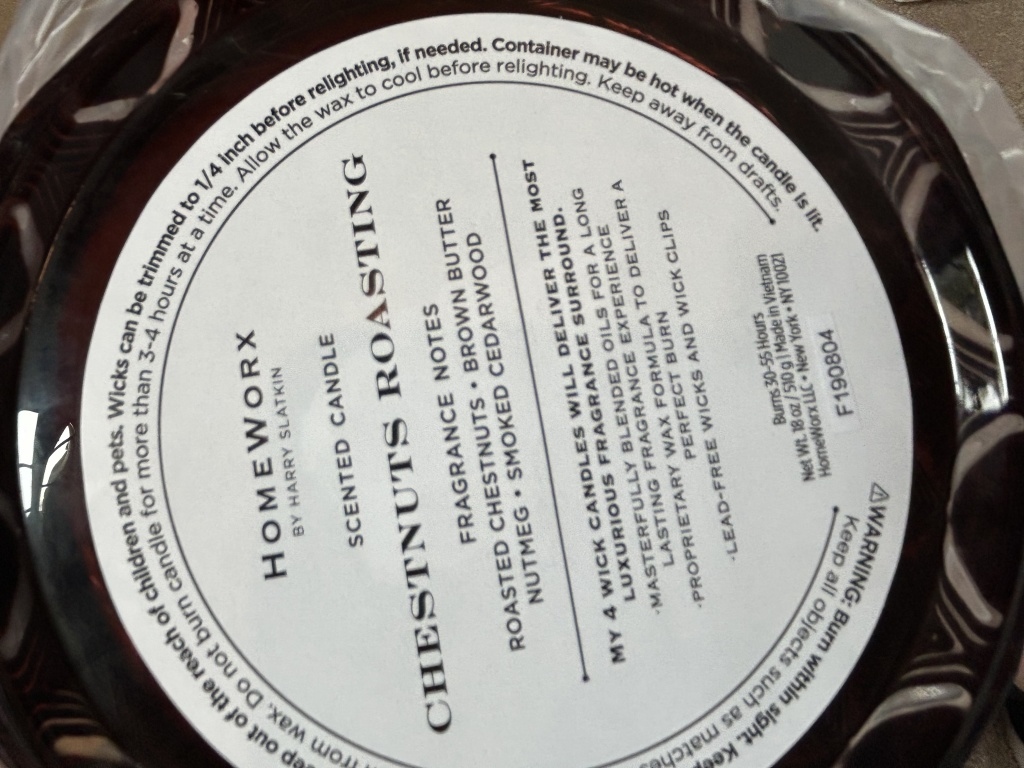 HOMEWORX
BY HARRY SLATKIN
SCENTED CANDLE
CHESTNUTS ROASTING
FRAGRANCE NOTES
ROASTED CHESTNUTS • BROWN BUTTER
NUTMEG • SMOKED CEDARWOOD
MY 4 WICK CANDLES WILL DELIVER THE MOST
LUXURIOUS FRAGRANCE SURROUND.
·MASTERFULLY BLENDED OILS FOR A LONG
LASTING FRAGRANCE EXPERIENCE
·PROPRIETARY WAX FORMULA TO DELIVER A
PERFECT BURN
·LEAD-FREE WICKS AND WICK CLIPS
Burns 30-55 Hours
Net Wt. 18 oz / 510 g | Made in Vietnam
HomeWorx LLC • New York • NY 10021
F190804
⚠WARNING: Burn within sight. Keep
out of the reach of children and pets. Wicks can be trimmed to 1/4 inch before relighting, if needed. Container may be hot when the candle is lit.
Keep all objects such as matches
from wax. Do not burn candle for more than 3-4 hours at a time. Allow the wax to cool before relighting. Keep away from drafts.